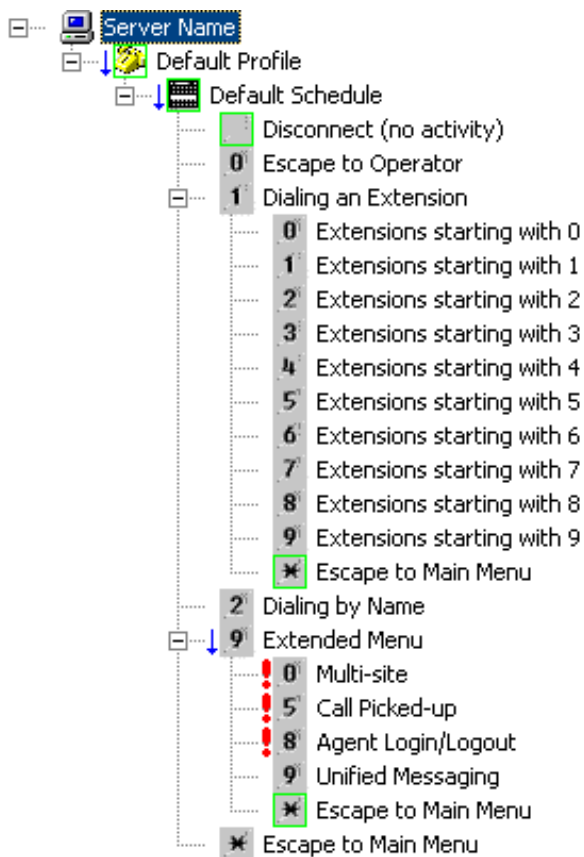 Server Name
Default Profile
Default Schedule
Disconnect (no activity)
0 Escape to Operator
1 Dialing an Extension
0 Extensions starting with 0
1 Extensions starting with 1
2 Extensions starting with 2
3 Extensions starting with 3
4 Extensions starting with 4
5 Extensions starting with 5
6 Extensions starting with 6
7 Extensions starting with 7
8 Extensions starting with 8
9 Extensions starting with 9
* Escape to Main Menu
2 Dialing by Name
9 Extended Menu
! 0 Multi-site
! 5 Call Picked-up
! 8 Agent Login/Logout
9 Unified Messaging
* Escape to Main Menu
* Escape to Main Menu